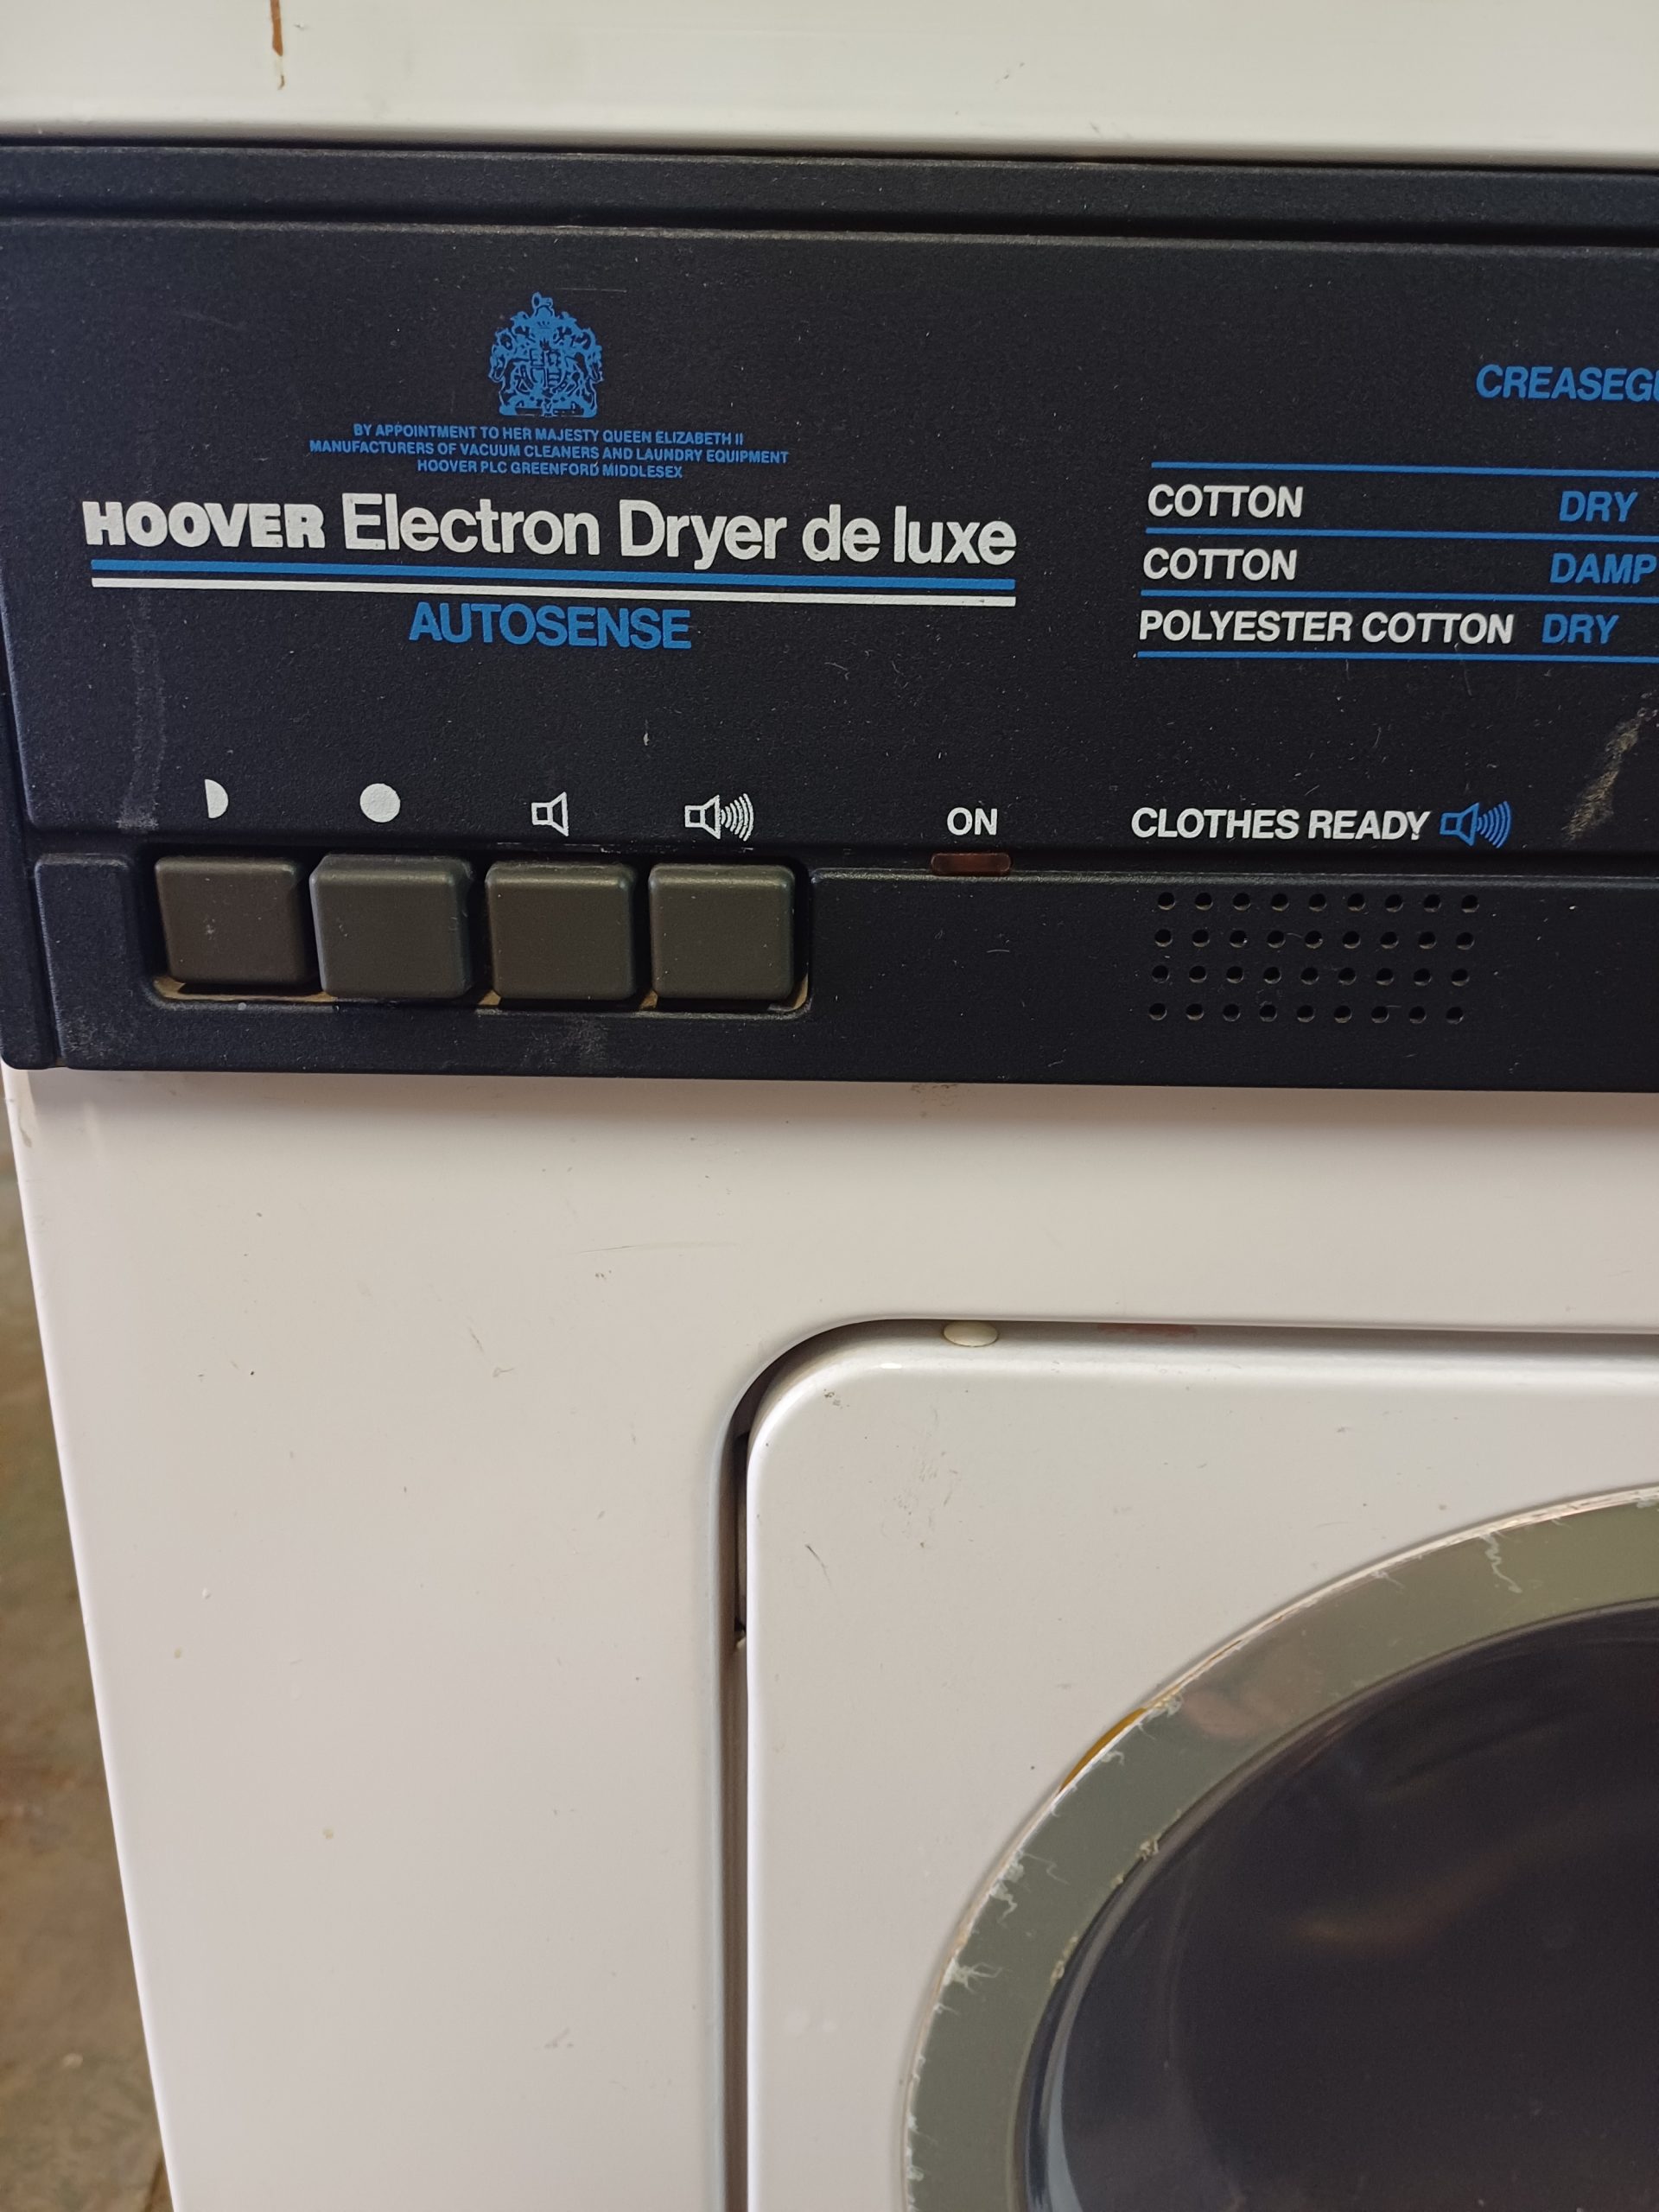 BY APPOINTMENT TO HER MAJESTY QUEEN ELIZABETH II
MANUFACTURERS OF VACUUM CLEANERS AND LAUNDRY EQUIPMENT
HOOVER PLC GREENFORD MIDDLESEX
HOOVER Electron Dryer de luxe
AUTOSENSE
CREASEGU
COTTON DRY
COTTON DAMP
POLYESTER COTTON DRY
ON
CLOTHES READY